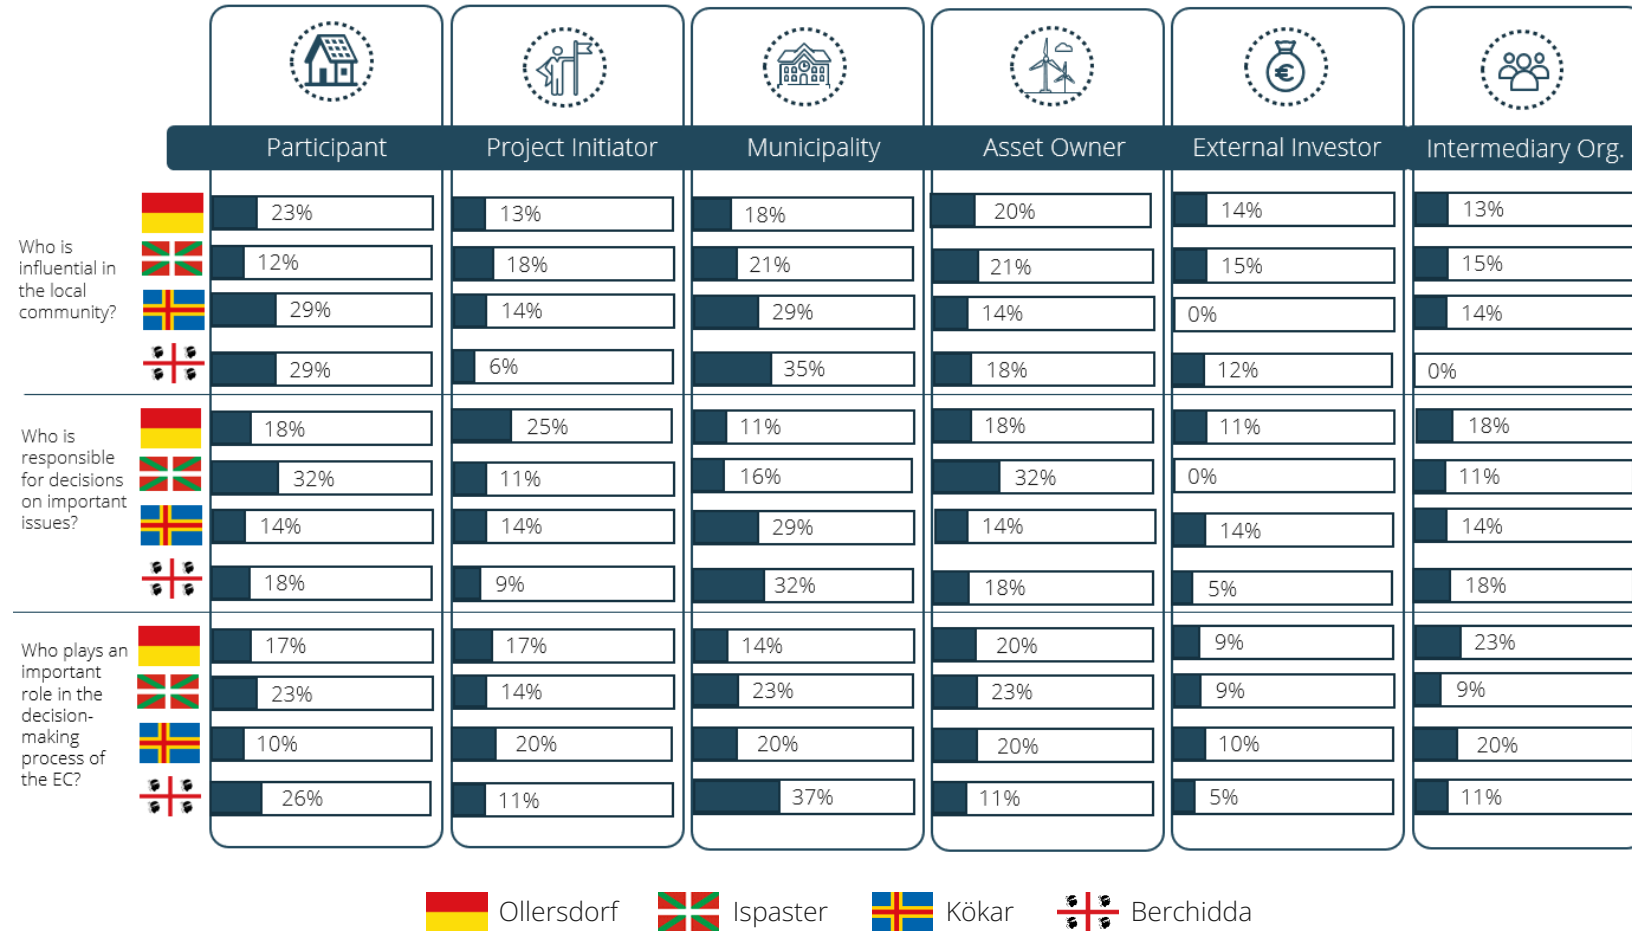 Participant Project Initiator Municipality Asset Owner External Investor Intermediary Org.
Who is
influential in
the local
community?
23% 13% 18% 20% 14% 13%
12% 18% 21% 21% 15% 15%
29% 14% 29% 14% 0% 14%
29% 6% 35% 18% 12% 0%
Who is
responsible
for decisions
on important
issues?
18% 25% 11% 18% 11% 18%
32% 11% 16% 32% 0% 11%
14% 14% 29% 14% 14% 14%
18% 9% 32% 18% 5% 18%
Who plays an
important
role in the
decision-
making
process of
the EC?
17% 17% 14% 20% 9% 23%
23% 14% 23% 23% 9% 9%
10% 20% 20% 20% 10% 20%
26% 11% 37% 11% 5% 11%
Ollersdorf Ispaster Kökar Berchidda